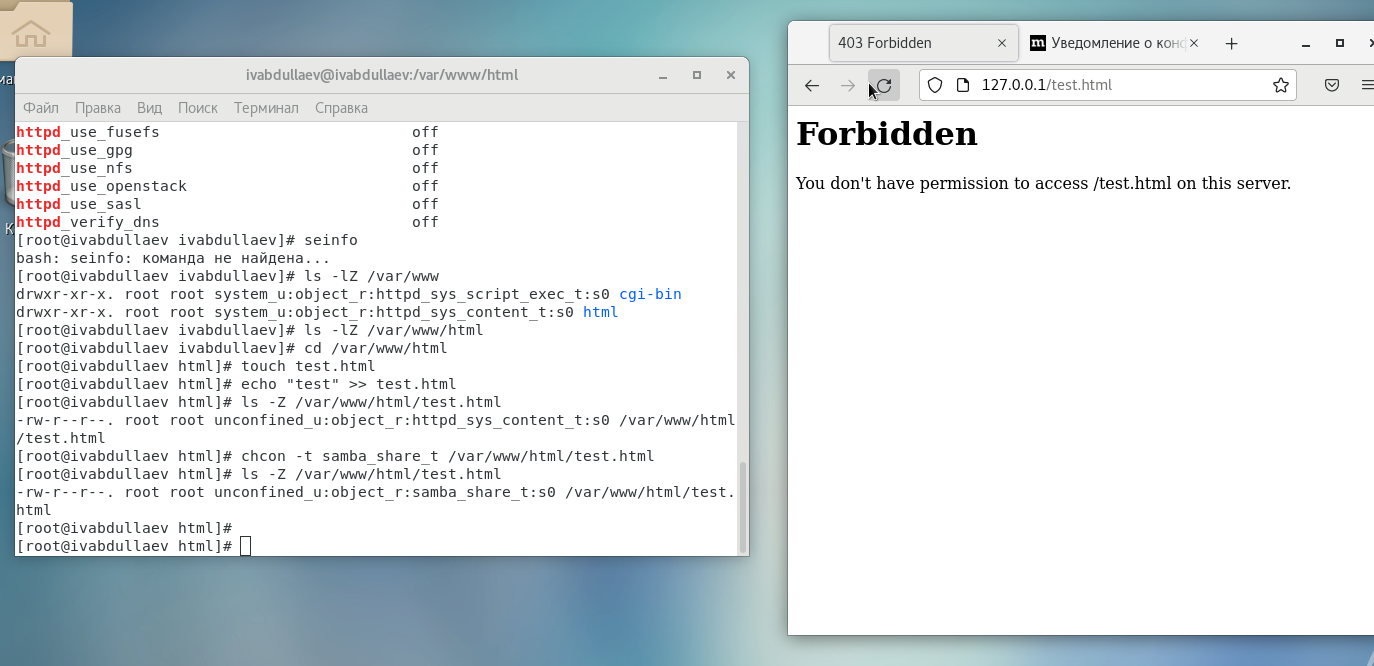 ivabdullaev@ivabdullaev:/var/www/html
Файл Правка Вид Поиск Терминал Справка
httpd_use_fusefs off
httpd_use_gpg off
httpd_use_nfs off
httpd_use_openstack off
httpd_use_sasl off
httpd_verify_dns off
[root@ivabdullaev ivabdullaev]# seinfo
bash: seinfo: команда не найдена...
[root@ivabdullaev ivabdullaev]# ls -lZ /var/www
drwxr-xr-x. root root system_u:object_r:httpd_sys_script_exec_t:s0 cgi-bin
drwxr-xr-x. root root system_u:object_r:httpd_sys_content_t:s0 html
[root@ivabdullaev ivabdullaev]# ls -lZ /var/www/html
[root@ivabdullaev ivabdullaev]# cd /var/www/html
[root@ivabdullaev html]# touch test.html
[root@ivabdullaev html]# echo "test" >> test.html
[root@ivabdullaev html]# ls -Z /var/www/html/test.html
-rw-r--r--. root root unconfined_u:object_r:httpd_sys_content_t:s0 /var/www/html
/test.html
[root@ivabdullaev html]# chcon -t samba_share_t /var/www/html/test.html
[root@ivabdullaev html]# ls -Z /var/www/html/test.html
-rw-r--r--. root root unconfined_u:object_r:samba_share_t:s0 /var/www/html/test.
html
[root@ivabdullaev html]#
[root@ivabdullaev html]#
403 Forbidden
m Уведомление о
127.0.0.1/test.html
Forbidden
You don't have permission to access /test.html on this server.